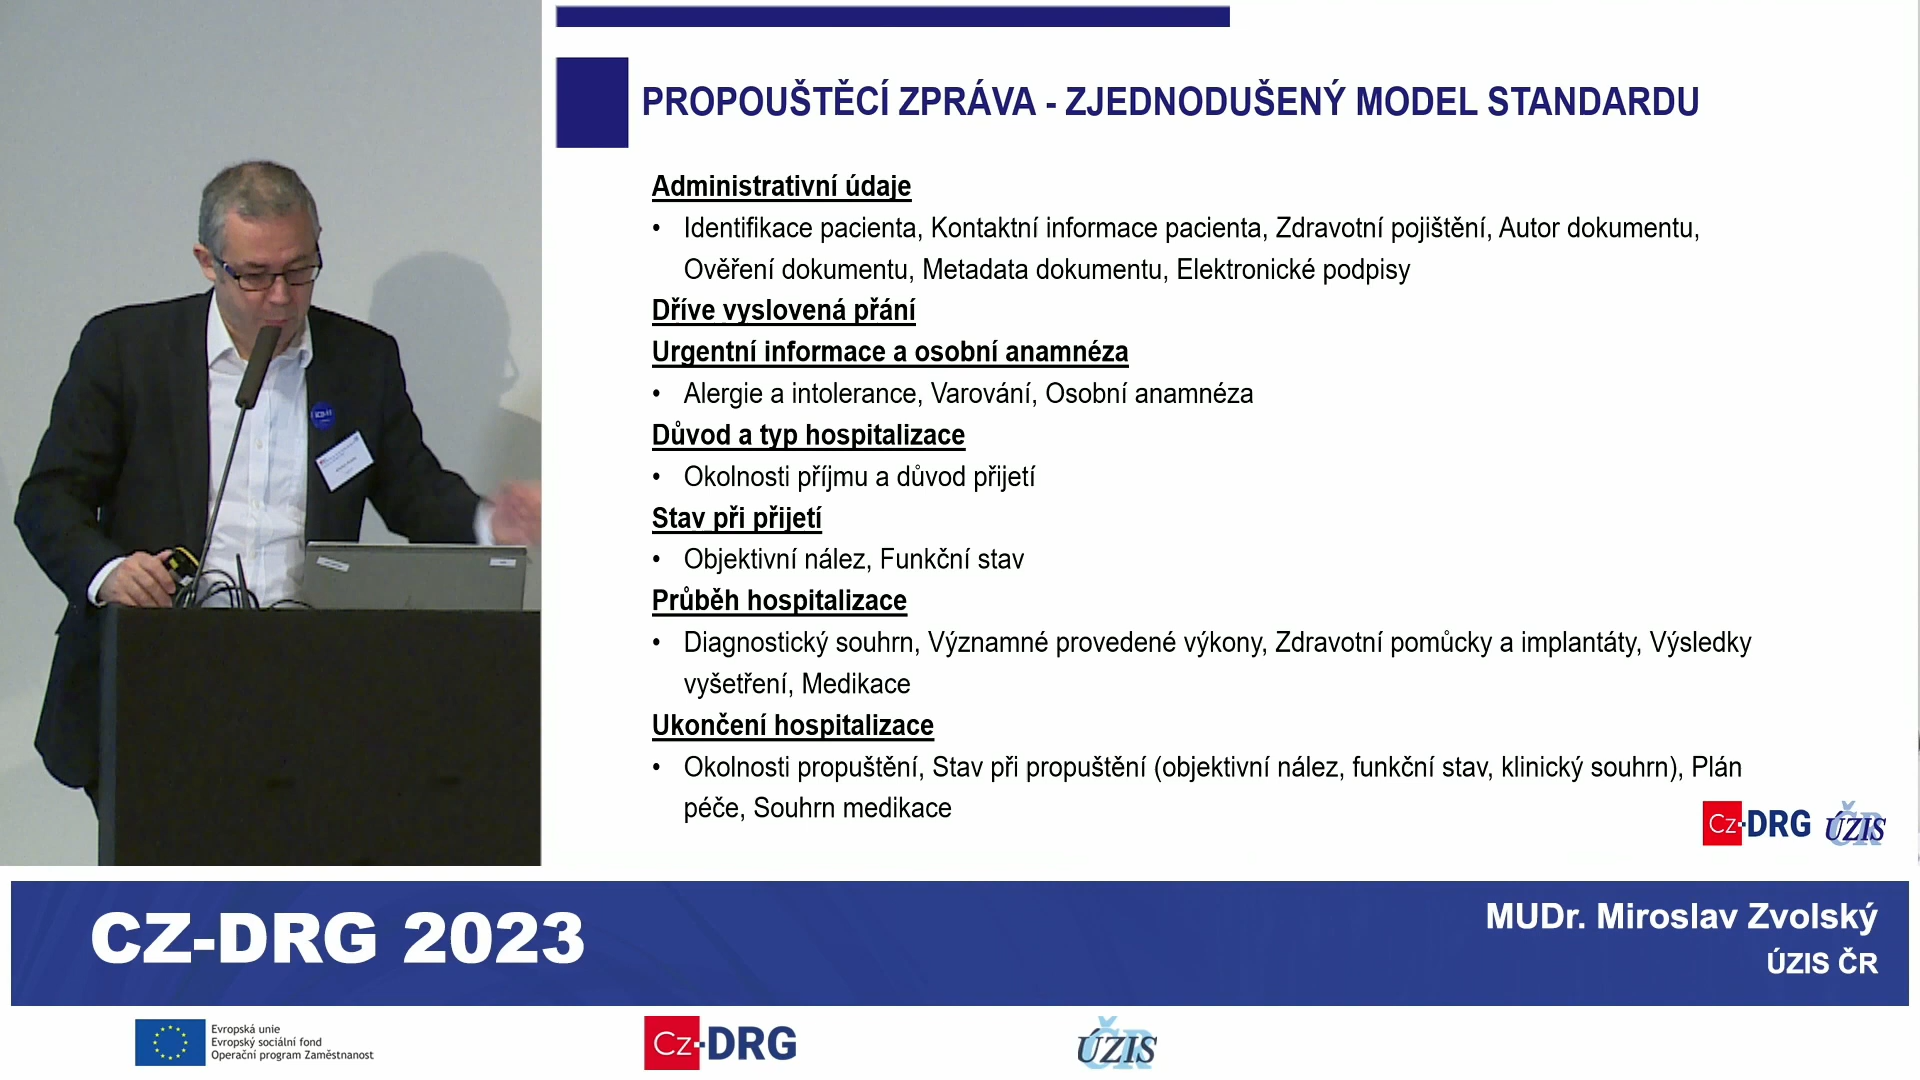 PROPOUŠTĚCÍ ZPRÁVA - ZJEDNODUŠENÝ MODEL STANDARDU
Administrativní údaje
• Identifikace pacienta, Kontaktní informace pacienta, Zdravotní pojištění, Autor dokumentu,
Ověření dokumentu, Metadata dokumentu, Elektronické podpisy
Dříve vyslovená přání
Urgentní informace a osobní anamnéza
• Alergie a intolerance, Varování, Osobní anamnéza
Důvod a typ hospitalizace
• Okolnosti příjmu a důvod přijetí
Stav při přijetí
• Objektivní nález, Funkční stav
Průběh hospitalizace
• Diagnostický souhrn, Významné provedené výkony, Zdravotní pomůcky a implantáty, Výsledky
vyšetření, Medikace
Ukončení hospitalizace
• Okolnosti propuštění, Stav při propuštění (objektivní nález, funkční stav, klinický souhrn), Plán
péče, Souhrn medikace
Cz-DRG ÚZIS ČR
CZ-DRG 2023
MUDr. Miroslav Zvolský
ÚZIS ČR
Evropská unie
Evropský sociální fond
Operační program Zaměstnanost
Cz-DRG
ÚZIS ČR